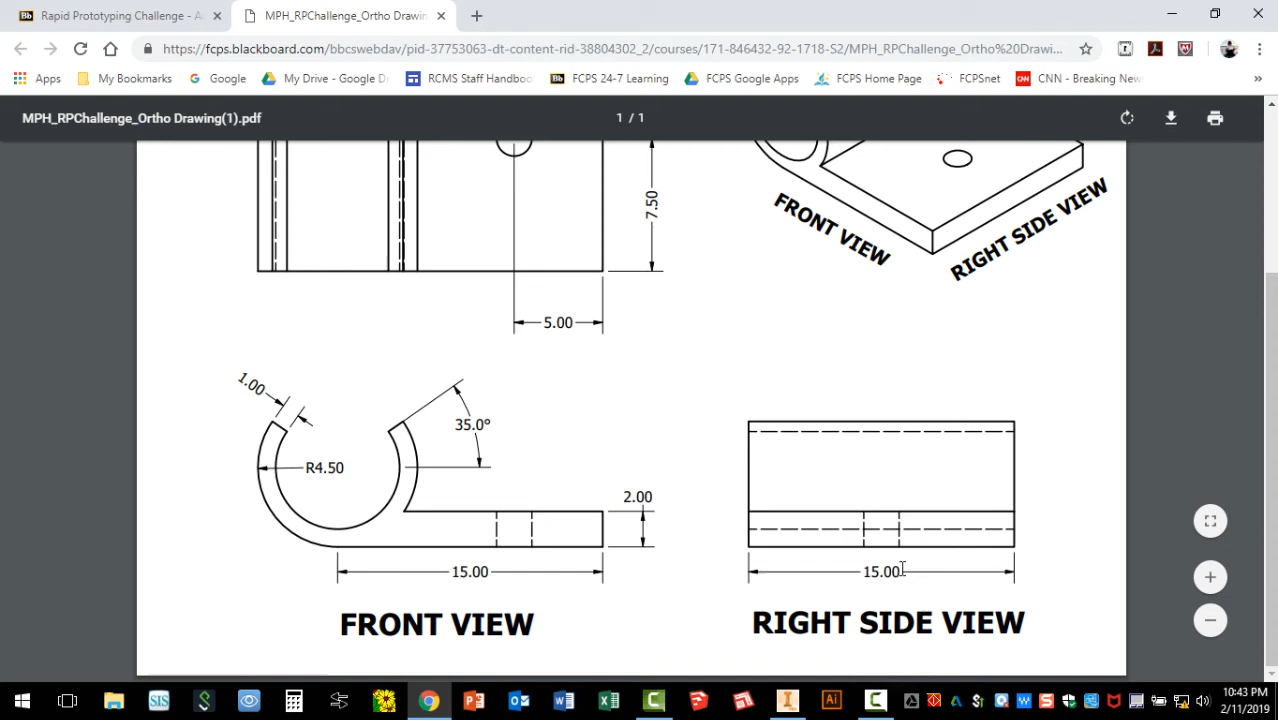 Rapid Prototyping Challenge - A
MPH_RPChallenge_Ortho Drawin
https://fcps.blackboard.com/bbcswebdav/pid-37753063-dt-content-rid-38804302_2/courses/171-846432-92-1718-S2/MPH_RPChallenge_Ortho%20Drawi...
Apps
My Bookmarks
Google
My Drive - Google D
RCMS Staff Handboo
FCPS 24-7 Learning
FCPS Google Apps
FCPS Home Page
FCPSnet
CNN - Breaking New
»
MPH_RPChallenge_Ortho Drawing(1).pdf
1 / 1
7.50
FRONT VIEW
RIGHT SIDE VIEW
5.00
1.00
35.0°
R4.50
2.00
15.00
15.00
FRONT VIEW
RIGHT SIDE VIEW
SIS
10:43 PM
2/11/2019